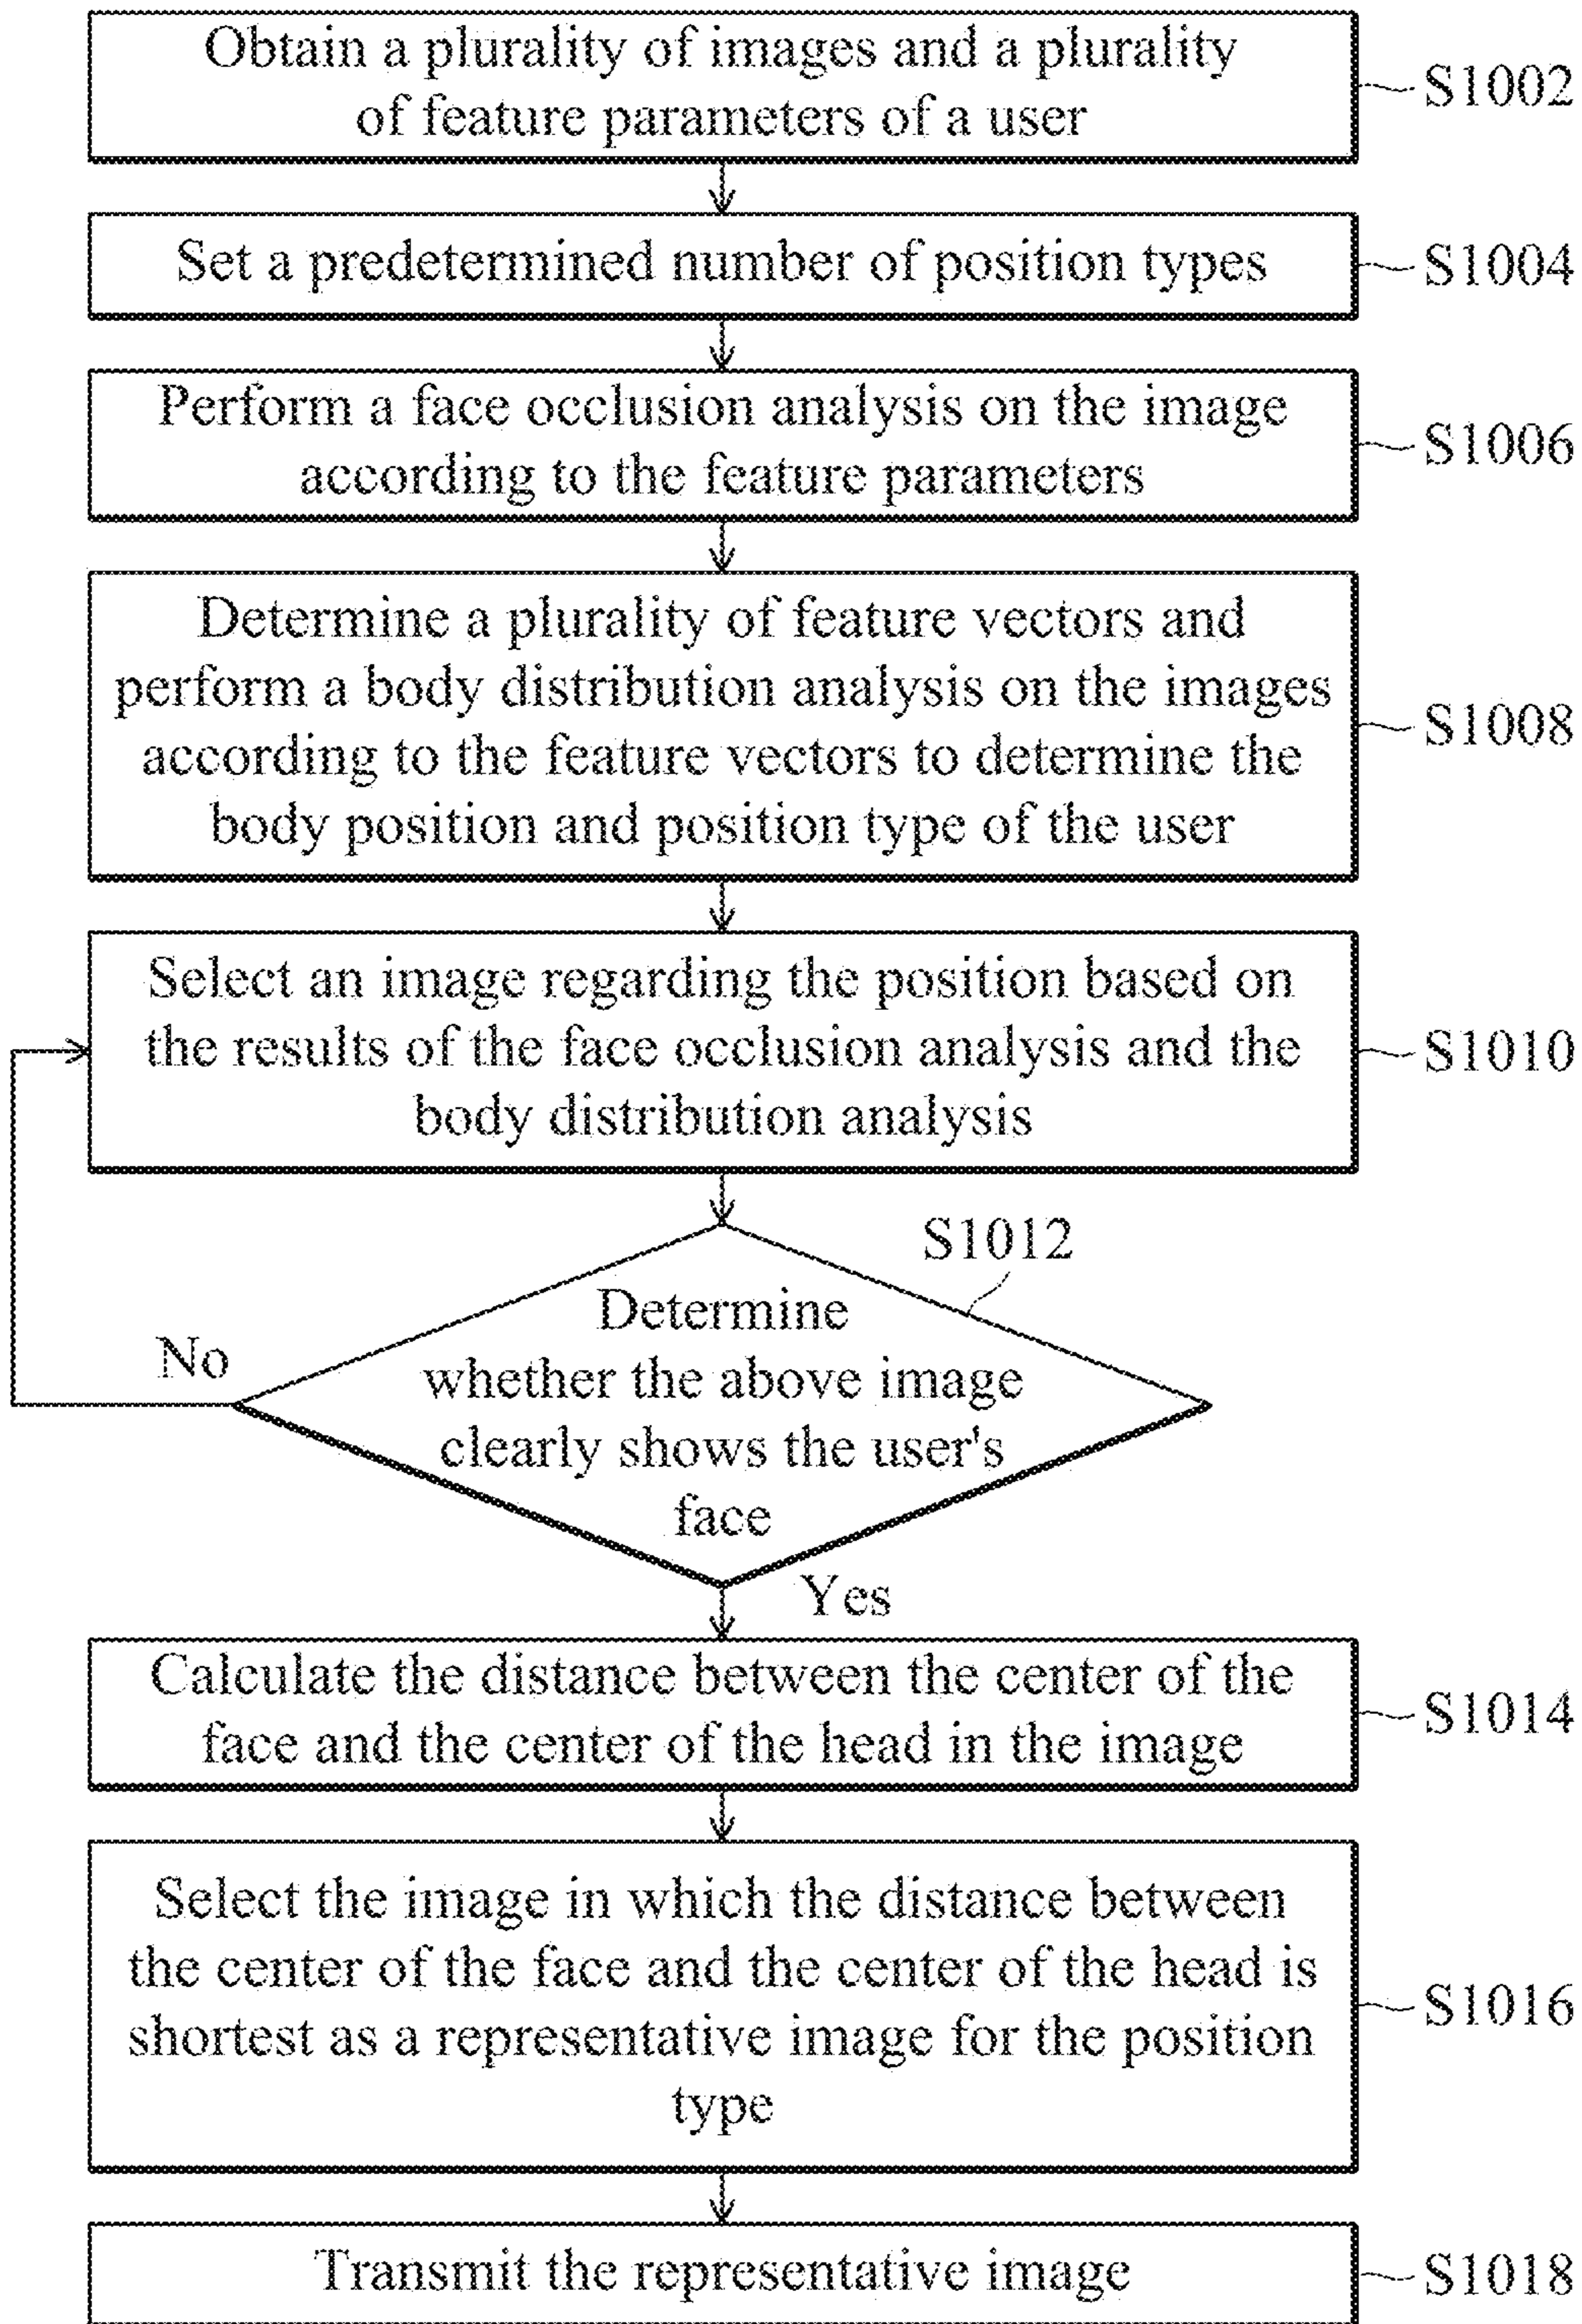 Obtain a plurality of images and a plurality
of feature parameters of a user
S1002
Set a predetermined number of position types
S1004
Perform a face occlusion analysis on the image
according to the feature parameters
S1006
Determine a plurality of feature vectors and
perform a body distribution analysis on the images
according to the feature vectors to determine the
body position and position type of the user
S1008
Select an image regarding the position based on
the results of the face occlusion analysis and the
body distribution analysis
S1010
S1012
Determine
whether the above image
clearly shows the user's
face
No
Yes
Calculate the distance between the center of the
face and the center of the head in the image
S1014
Select the image in which the distance between
the center of the face and the center of the head is
shortest as a representative image for the position
type
S1016
Transmit the representative image
S1018